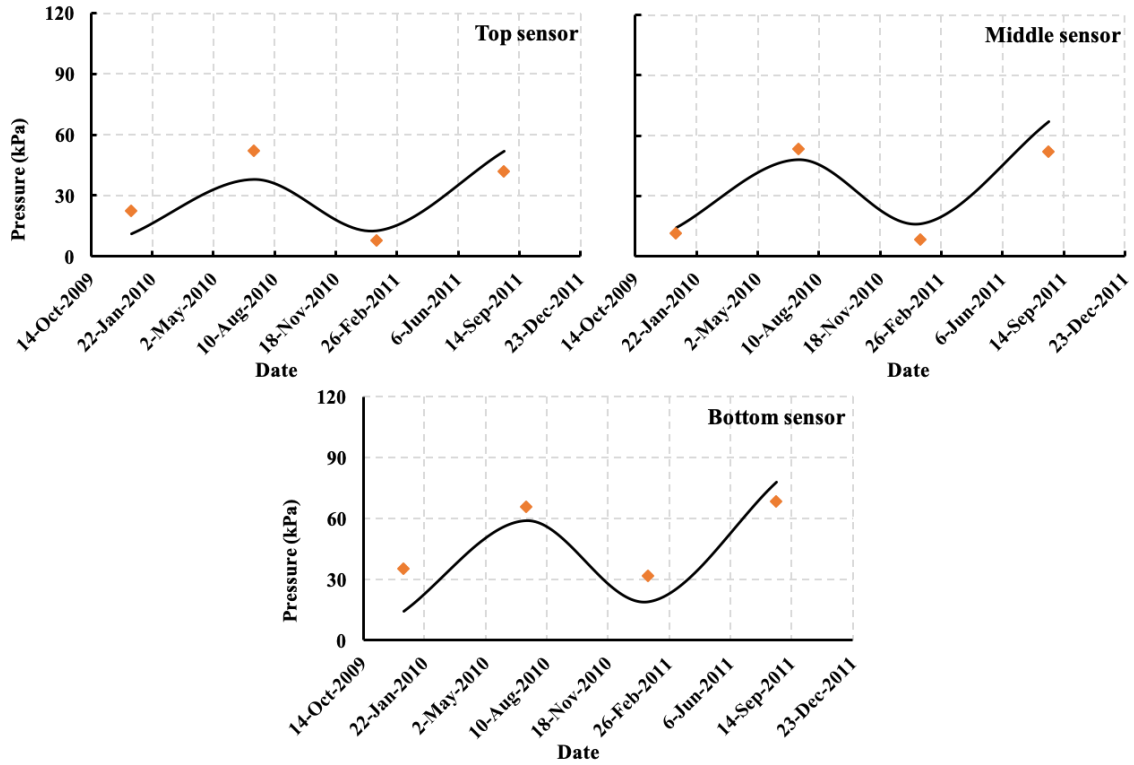 Top sensor
Pressure (kPa)
120
90
60
30
0
14-Oct-2009
22-Jan-2010
2-May-2010
10-Aug-2010
18-Nov-2010
26-Feb-2011
6-Jun-2011
14-Sep-2011
23-Dec-2011
Date
Middle sensor
14-Oct-2009
22-Jan-2010
2-May-2010
10-Aug-2010
18-Nov-2010
26-Feb-2011
6-Jun-2011
14-Sep-2011
23-Dec-2011
Date
Bottom sensor
Pressure (kPa)
120
90
60
30
0
14-Oct-2009
22-Jan-2010
2-May-2010
10-Aug-2010
18-Nov-2010
26-Feb-2011
6-Jun-2011
14-Sep-2011
23-Dec-2011
Date